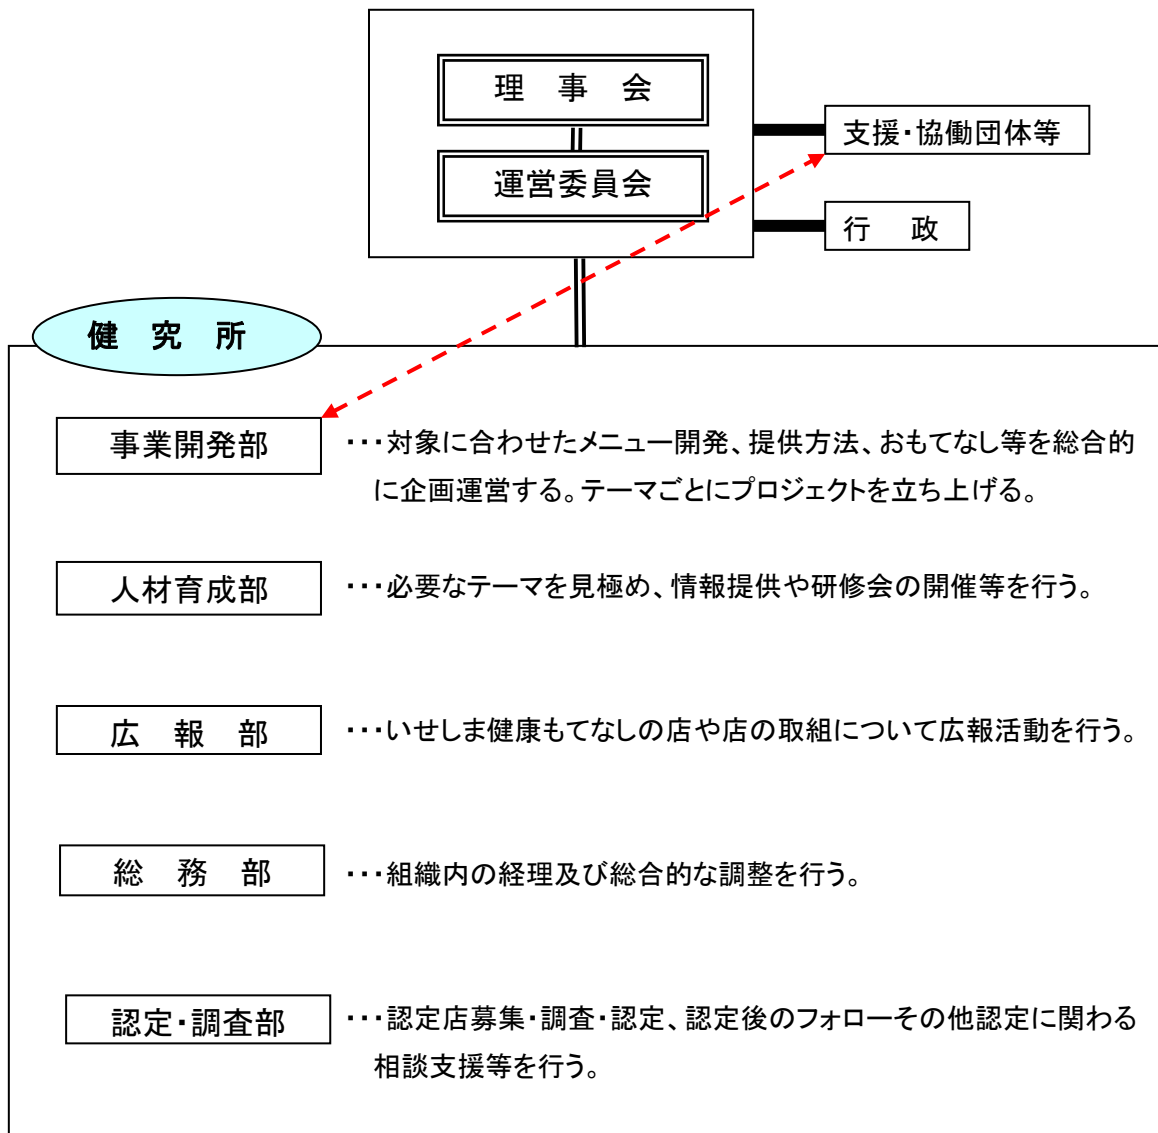 理　事　会
運営委員会
支援・協働団体等
行　政
健　究　所
事業開発部
・・・対象に合わせたメニュー開発、提供方法、おもてなし等を総合的
に企画運営する。テーマごとにプロジェクトを立ち上げる。
人材育成部
・・・必要なテーマを見極め、情報提供や研修会の開催等を行う。
広　報　部
・・・いせしま健康もてなしの店や店の取組について広報活動を行う。
総　務　部
・・・組織内の経理及び総合的な調整を行う。
認定・調査部
・・・認定店募集・調査・認定、認定後のフォローその他認定に関わる
相談支援等を行う。